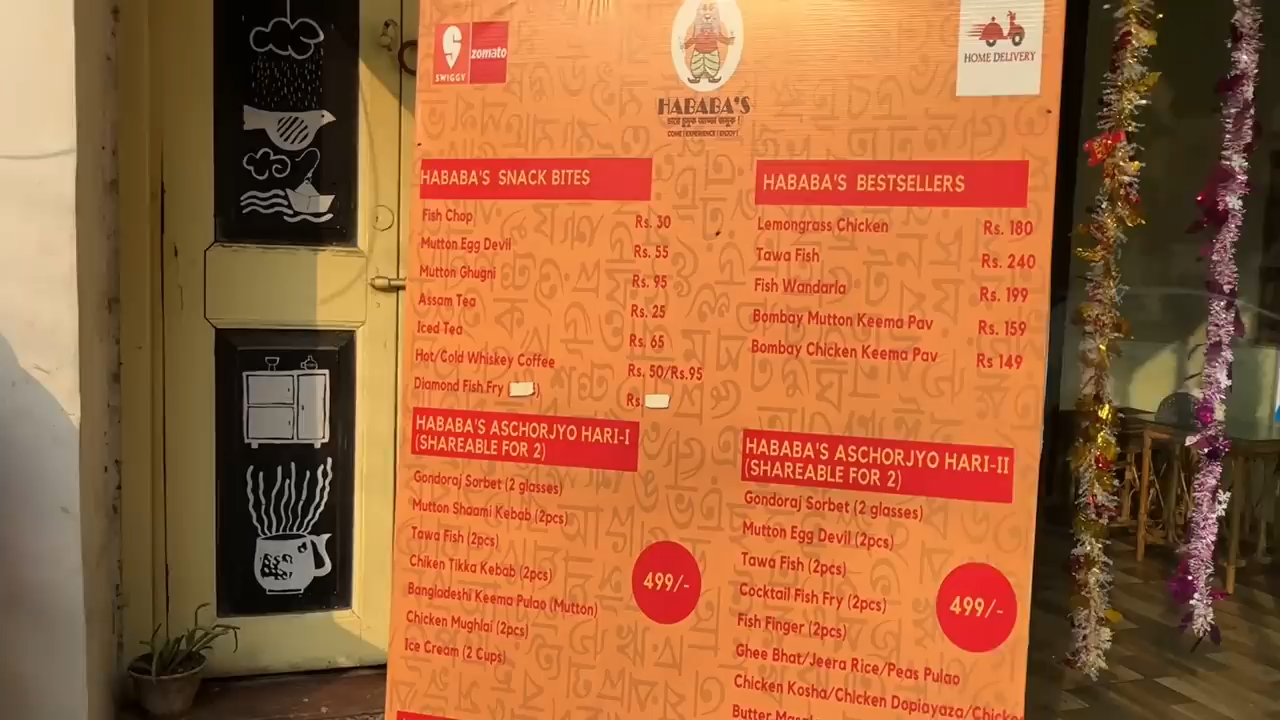 SWIGGY
zomato
HABABA'S
COME | EXPERIENCE | ENJOY!
HOME DELIVERY
HABABA'S SNACK BITES
Fish Chop Rs. 30
Mutton Egg Devil Rs. 55
Mutton Ghugni Rs. 95
Assam Tea Rs. 25
Iced Tea Rs. 65
Hot/Cold Whiskey Coffee Rs. 50/Rs.95
Diamond Fish Fry ) Rs.
HABABA'S BESTSELLERS
Lemongrass Chicken Rs. 180
Tawa Fish Rs. 240
Fish Wandarla Rs. 199
Bombay Mutton Keema Pav Rs. 159
Bombay Chicken Keema Pav Rs 149
HABABA'S ASCHORJYO HARI-I
(SHAREABLE FOR 2)
Gondoraj Sorbet (2 glasses)
Mutton Shaami Kebab (2pcs)
Tawa Fish (2pcs)
Chiken Tikka Kebab (2pcs)
Bangladeshi Keema Pulao (Mutton)
Chicken Mughlai (2pcs)
Ice Cream (2 Cups)
499/-
HABABA'S ASCHORJYO HARI-II
(SHAREABLE FOR 2)
Gondoraj Sorbet (2 glasses)
Mutton Egg Devil (2pcs)
Tawa Fish (2pcs)
Cocktail Fish Fry (2pcs)
Fish Finger (2pcs)
Ghee Bhat/Jeera Rice/Peas Pulao
Chicken Kosha/Chicken Dopiayaza/Chicke
Butter
499/-